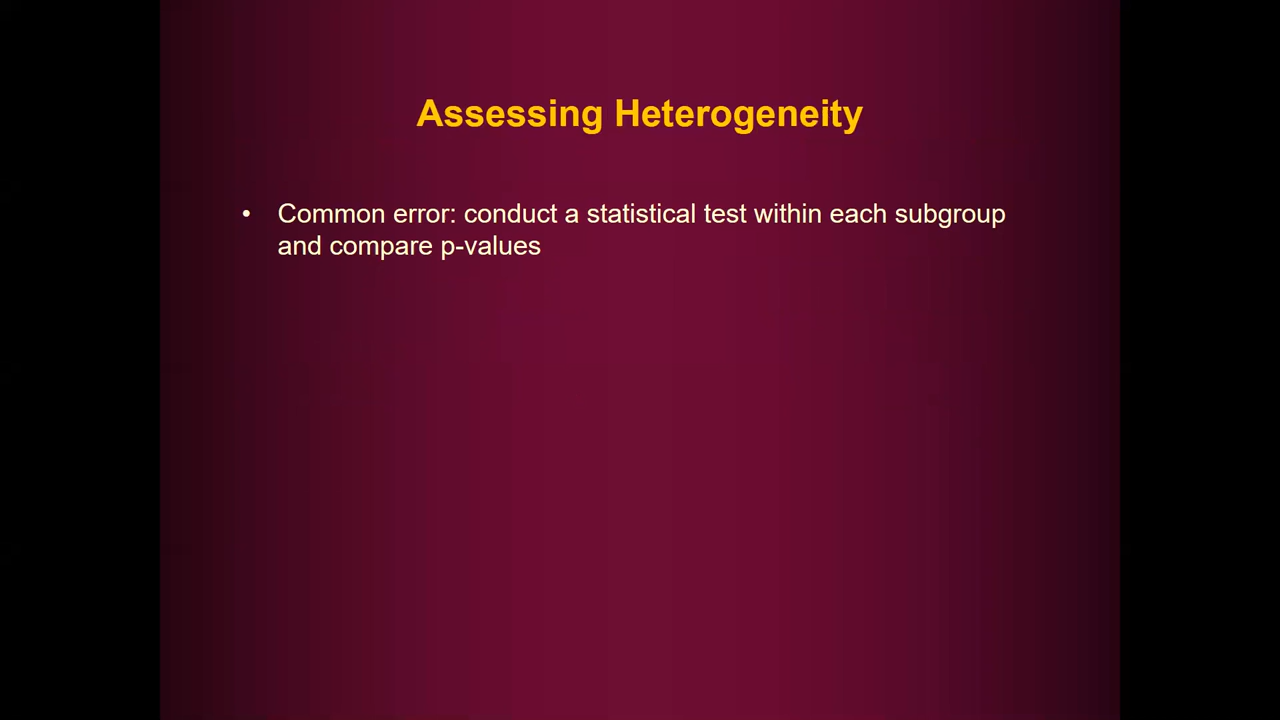 Assessing Heterogeneity
• Common error: conduct a statistical test within each subgroup
and compare p-values